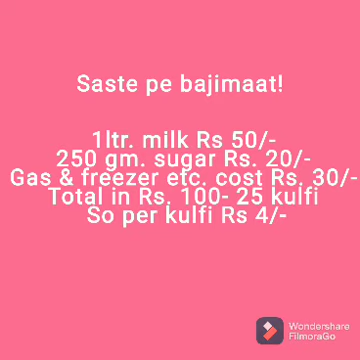 Saste pe bajimaat!
1ltr. milk Rs 50/-
250 gm. sugar Rs. 20/-
Gas & freezer etc. cost Rs. 30/-
Total in Rs. 100- 25 kulfi
So per kulfi Rs 4/-
Wondershare
FilmoraGo